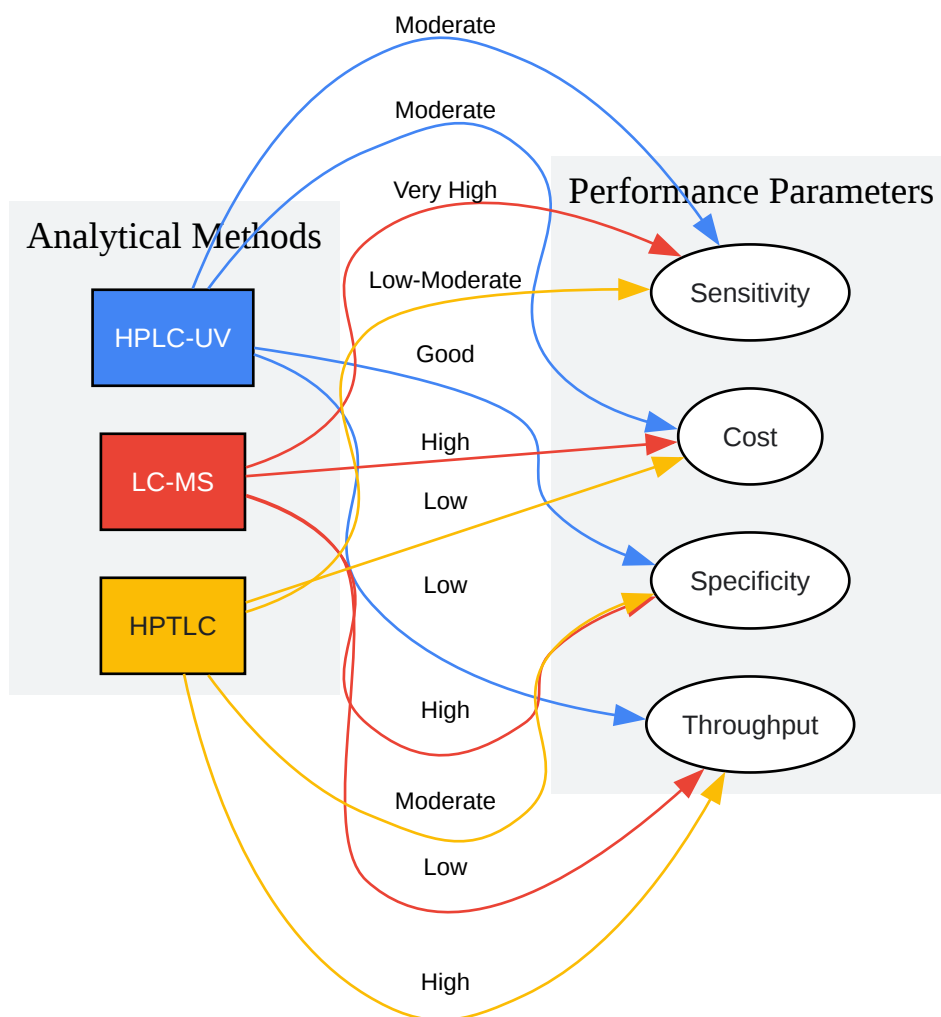 Moderate
Moderate
Very High
Performance Parameters
Analytical Methods
Low-Moderate
Sensitivity
HPLC-UV
Good
High
Cost
LC-MS
Low
Low
Specificity
HPTLC
High
Throughput
Moderate
Low
High